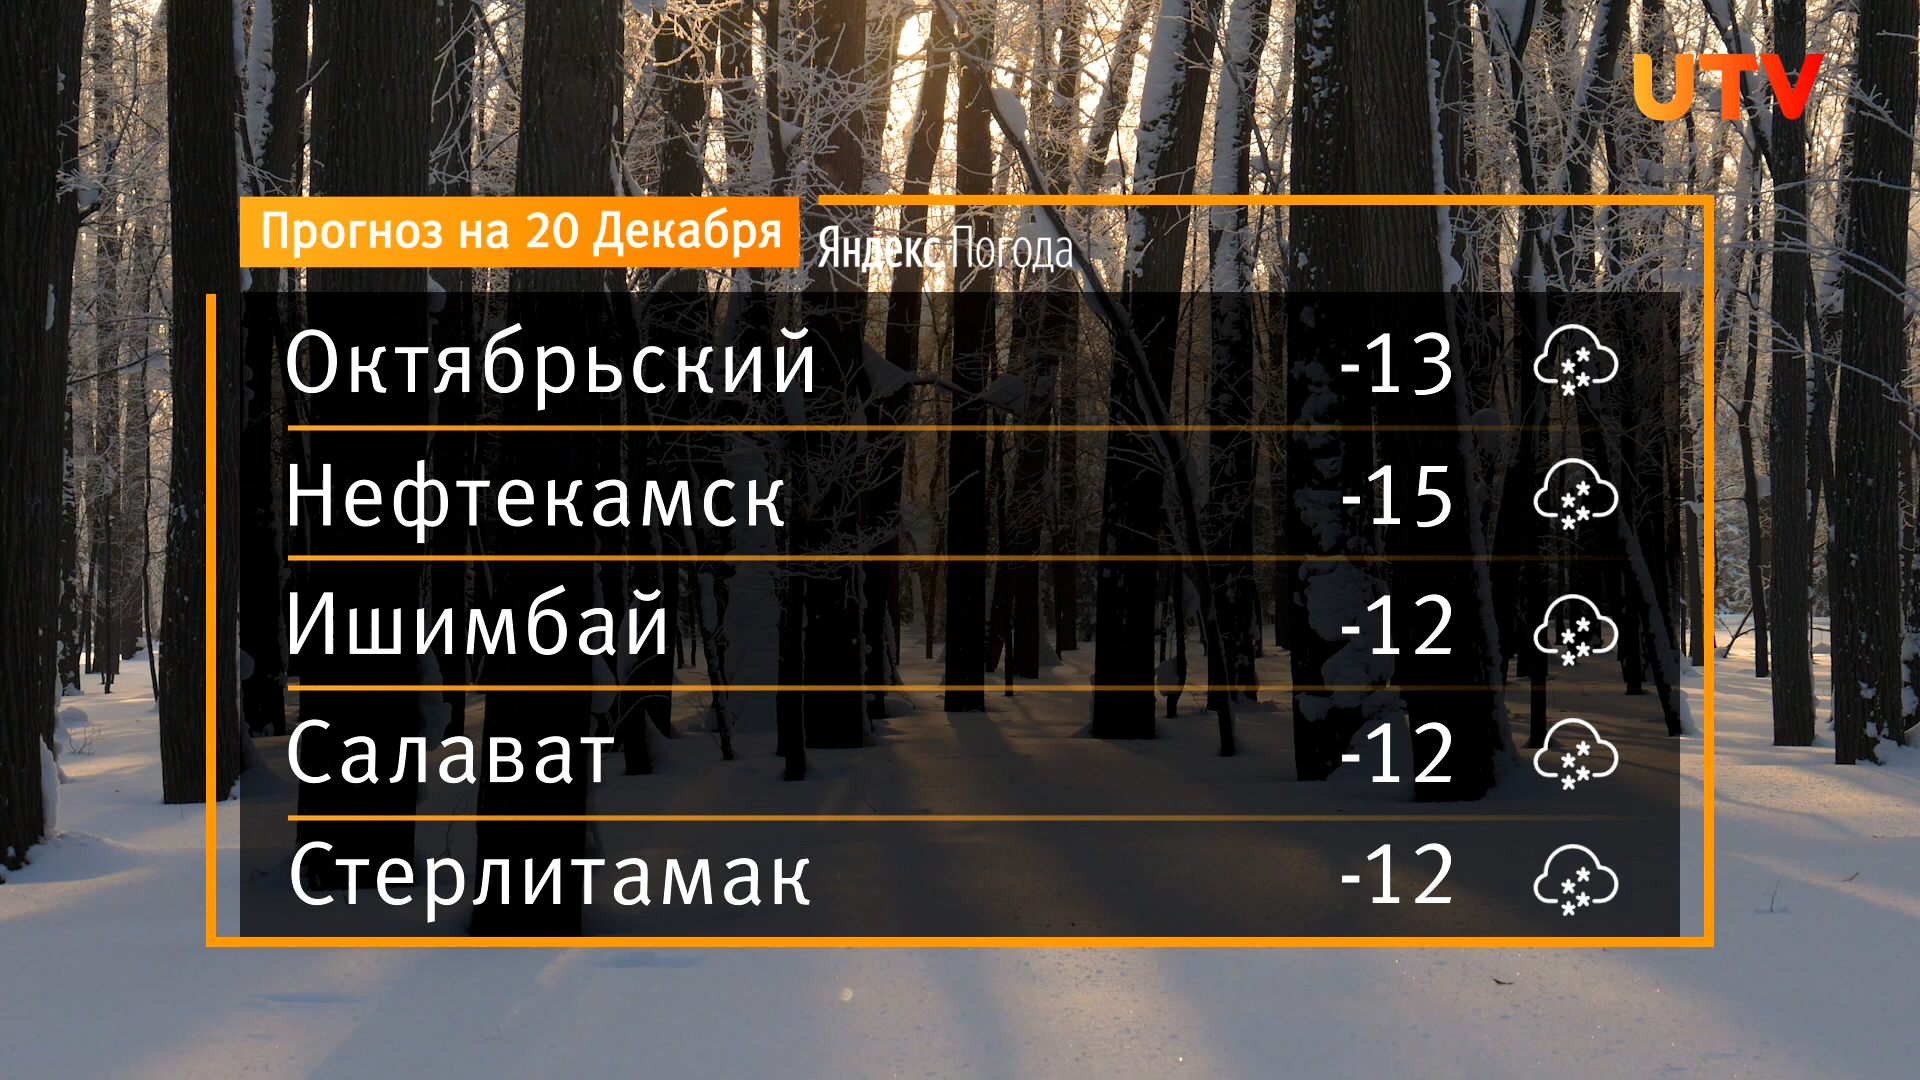 UTV
Прогноз на 20 Декабря
Яндекс Погода
Октябрьский -13
Нефтекамск -15
Ишимбай -12
Салават -12
Стерлитамак -12